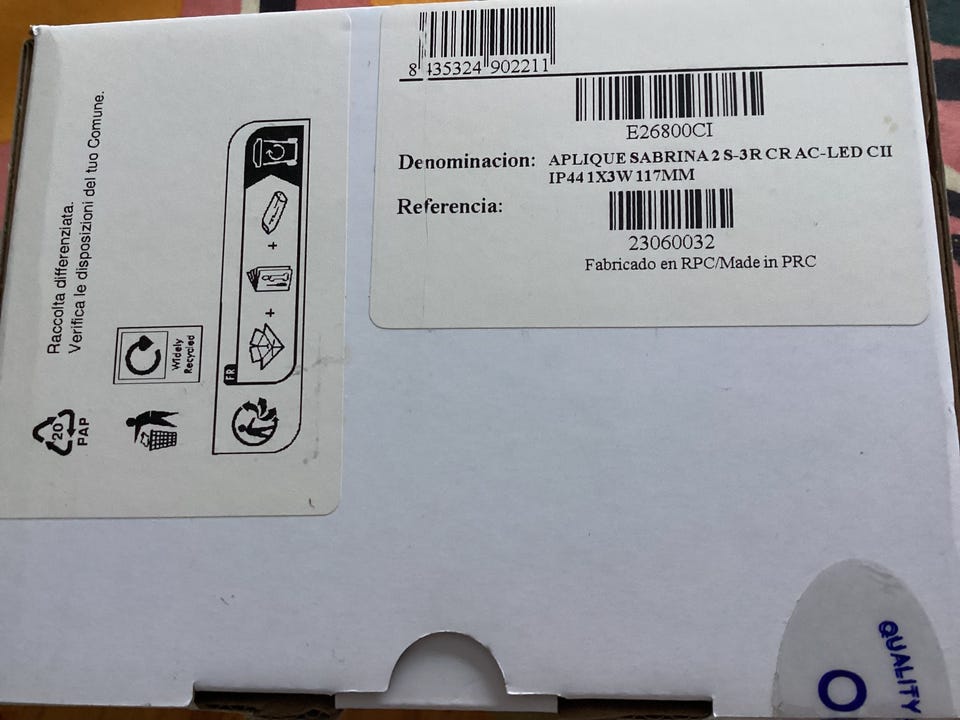 Raccolta differenziata.
Verifica le disposizioni del tuo Comune.
20
PAP
Widely
Recycled
FR
+
+
8 435324 902211
E26800CI
Denominacion: APLIQUE SABRINA 2 S-3R CR AC-LED CII
IP44 1X3W 117MM
Referencia:
23060032
Fabricado en RPC/Made in PRC
QUALITY
O